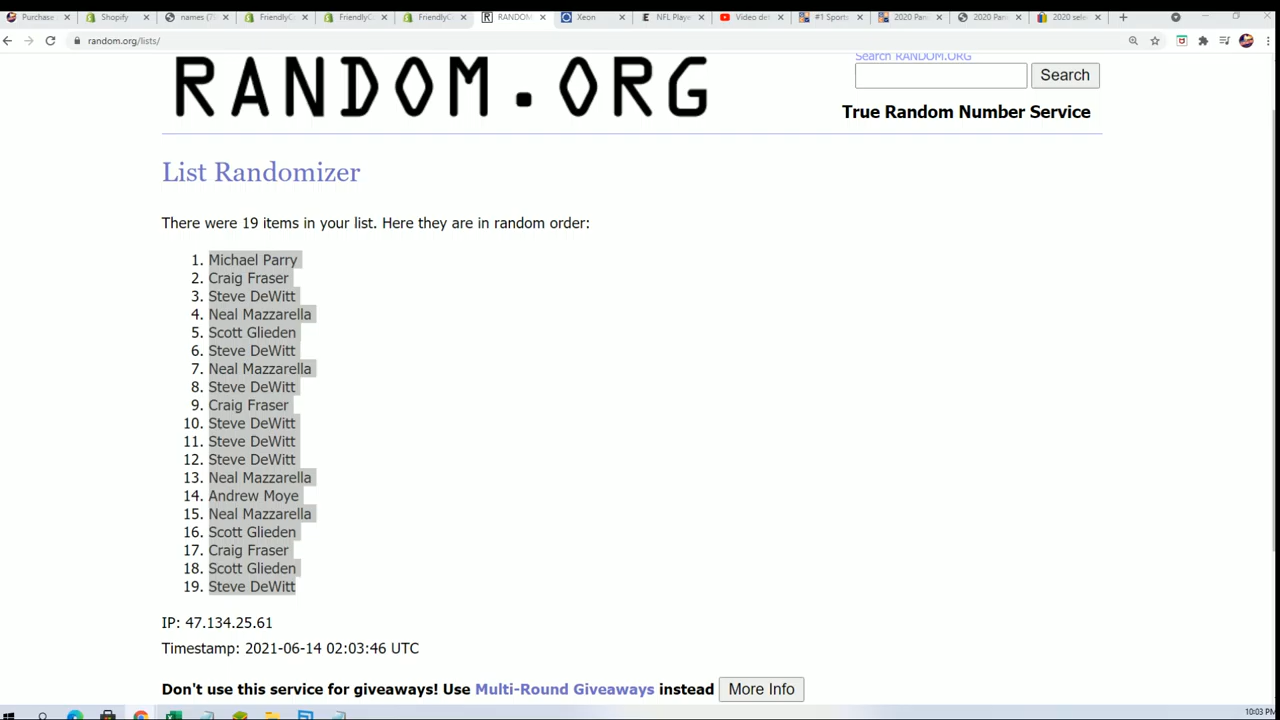 Purchase
Shopify
names (7
FriendlyC
FriendlyC
FriendlyC
RANDOM
Xeon
NFL Playe
Video de
#1 Sports
2020 Pani
2020 Pani
2020 sele
random.org/lists/
RANDOM.ORG
Search RANDOM.ORG
Search
True Random Number Service
List Randomizer
There were 19 items in your list. Here they are in random order:
1. Michael Parry
2. Craig Fraser
3. Steve DeWitt
4. Neal Mazzarella
5. Scott Glieden
6. Steve DeWitt
7. Neal Mazzarella
8. Steve DeWitt
9. Craig Fraser
10. Steve DeWitt
11. Steve DeWitt
12. Steve DeWitt
13. Neal Mazzarella
14. Andrew Moye
15. Neal Mazzarella
16. Scott Glieden
17. Craig Fraser
18. Scott Glieden
19. Steve DeWitt
IP: 47.134.25.61
Timestamp: 2021-06-14 02:03:46 UTC
Don't use this service for giveaways! Use Multi-Round Giveaways instead More Info
10:03 PM